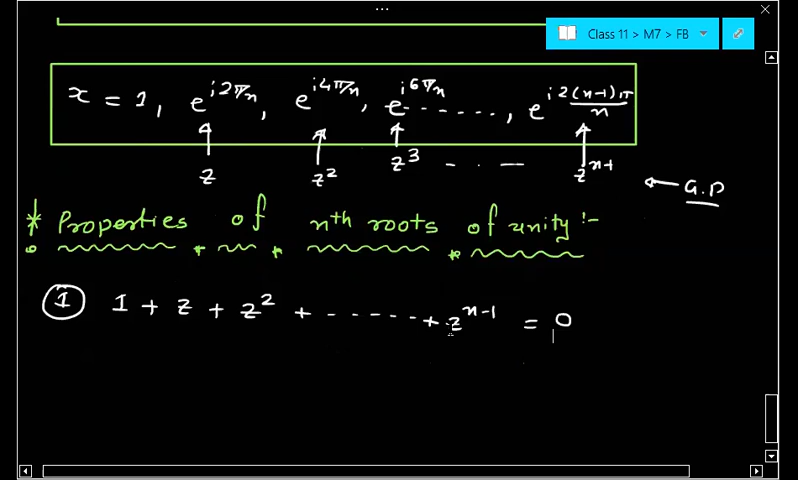 ...
Class 11 > M7 > FB
x = 1, e^{i2π/n}, e^{i4π/n}, e^{i6π/n} ......, e^{i2(n-1)π/n}
z z² z³ - . - z^{n-1} ← G.P
* Properties of nth roots of unity :-
① 1 + z + z² + ------ + z^{n-1} = 0